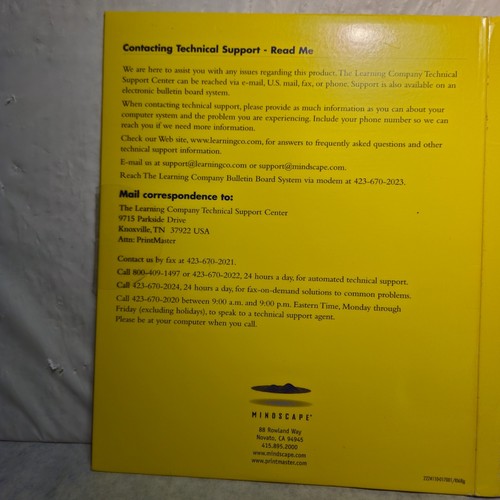 Contacting Technical Support - Read Me
We are here to assist you with any issues regarding this product. The Learning Company Technical
Support Center can be reached via e-mail, U.S. mail, fax, or phone. Support is also available on an
electronic bulletin board system.
When contacting technical support, please provide as much information as you can about your
computer system and the problem you are experiencing. Include your phone number so we can
reach you if we need more information.
Check our Web site, www.learningco.com, for answers to frequently asked questions and other
technical support information.
E-mail us at support@learningco.com or support@mindscape.com.
Reach The Learning Company Bulletin Board System via modem at 423-670-2023.
Mail correspondence to:
The Learning Company Technical Support Center
9715 Parkside Drive
Knoxville, TN 37922 USA
Attn: PrintMaster
Contact us by fax at 423-670-2021.
Call 800-409-1497 or 423-670-2022, 24 hours a day, for automated technical support.
Call 423-670-2024, 24 hours a day, for fax-on-demand solutions to common problems.
Call 423-670-2020 between 9:00 a.m. and 9:00 p.m. Eastern Time, Monday through
Friday (excluding holidays), to speak to a technical support agent.
Please be at your computer when you call.
MINDSCAPE
88 Rowland Way
Novato, CA 94945
415.895.2000
www.mindscape.com
www.printmaster.com